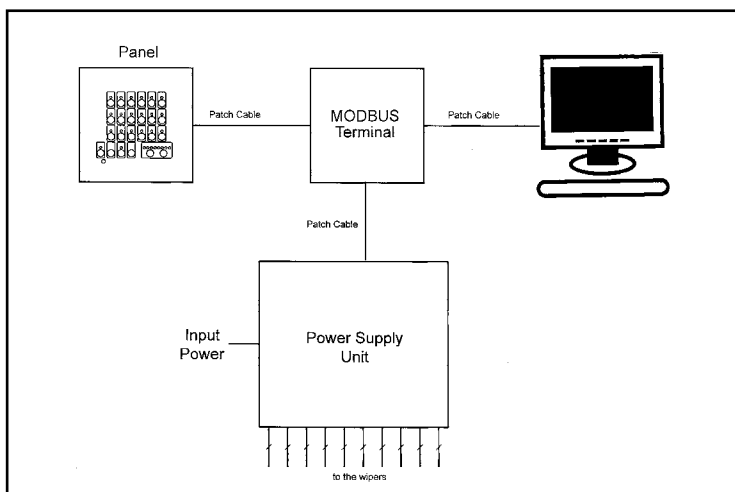 Panel
Patch Cable
MODBUS
Terminal
Patch Cable
Patch Cable
Input
Power
Power Supply
Unit
to the wipers